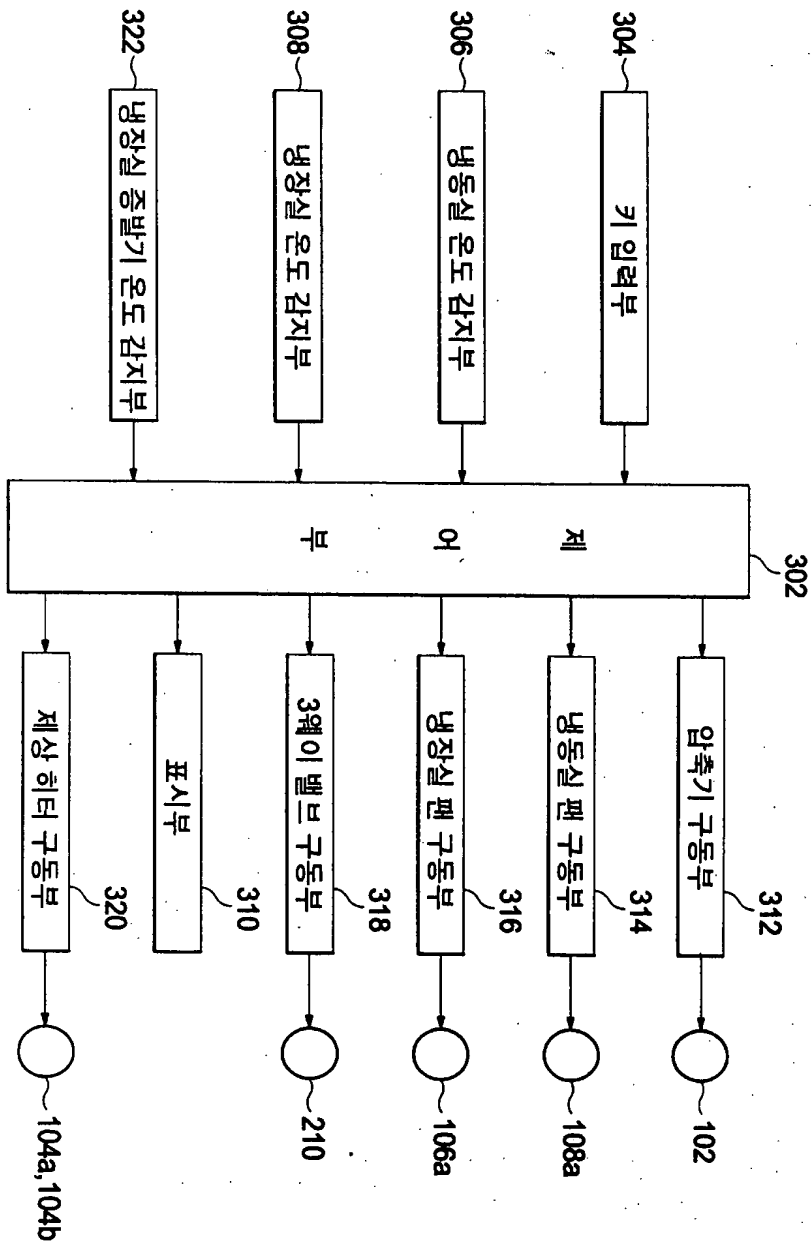 304
키 입력부
306
냉동실 온도 감지부
308
냉장실 온도 감지부
322
냉장실 증발기 온도 감지부
302
제 어 부
312
압축기 구동부
102
314
냉동실 팬 구동부
108a
316
냉장실 팬 구동부
106a
318
3웨이 밸브 구동부
210
310
표시부
320
제상 히터 구동부
104a, 104b